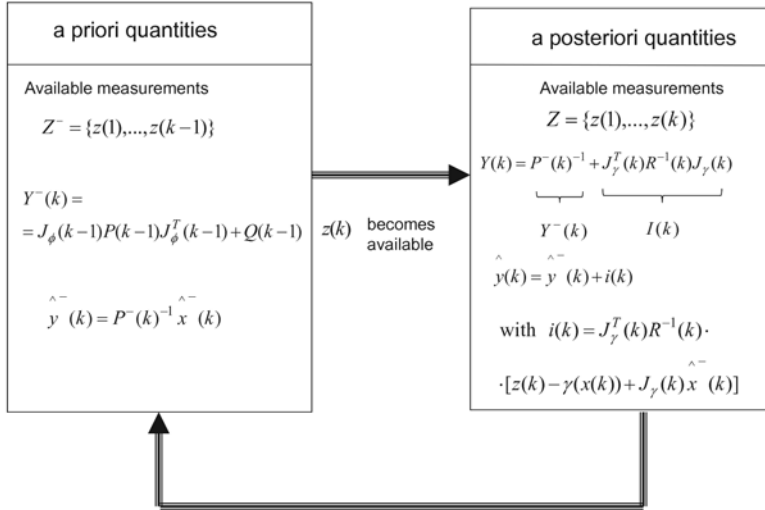 a priori quantities
Available measurements
Z⁻ = {z(1),...,z(k−1)}
Y⁻(k) =
= J_ϕ(k−1)P(k−1)J_ϕ^T(k−1)+Q(k−1)
ŷ⁻(k) = P⁻(k)⁻¹ x̂⁻(k)
z(k) becomes
available
a posteriori quantities
Available measurements
Z = {z(1),...,z(k)}
Y(k) = P⁻(k)⁻¹ + J_γ^T(k)R⁻¹(k)J_γ(k)
Y⁻(k) I(k)
ŷ(k) = ŷ⁻(k) + i(k)
with i(k) = J_γ^T(k)R⁻¹(k)·
·[z(k) − γ(x(k)) + J_γ(k) x̂⁻(k)]